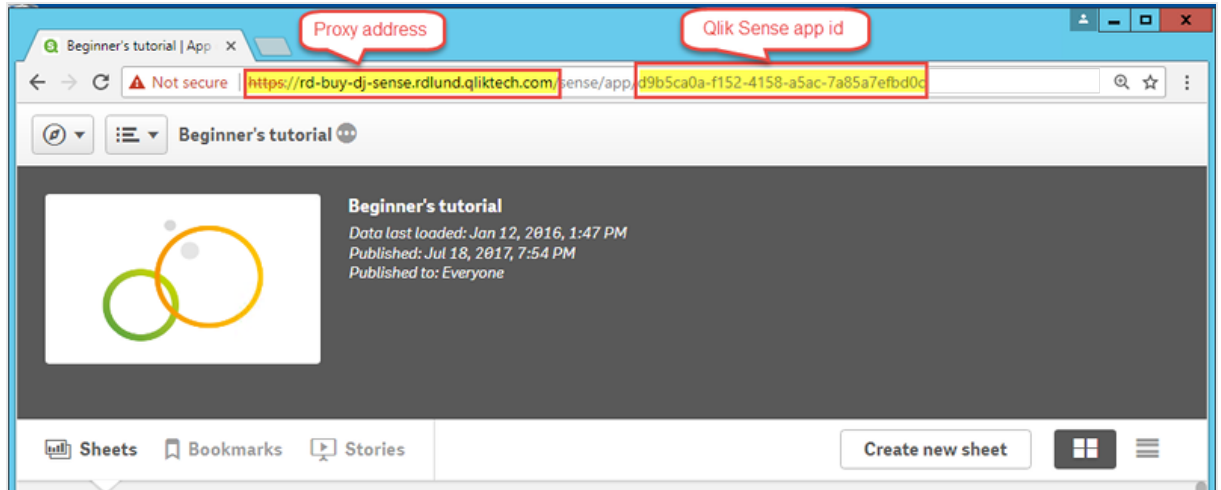 Proxy address
Qlik Sense app id
Beginner's tutorial | App
Not secure | https://rd-buy-dj-sense.rdlund.qliktech.com/sense/app/d9b5ca0a-f152-4158-a5ac-7a85a7efbd0c
Beginner's tutorial
Beginner's tutorial
Data last loaded: Jan 12, 2016, 1:47 PM
Published: Jul 18, 2017, 7:54 PM
Published to: Everyone
Sheets Bookmarks Stories Create new sheet